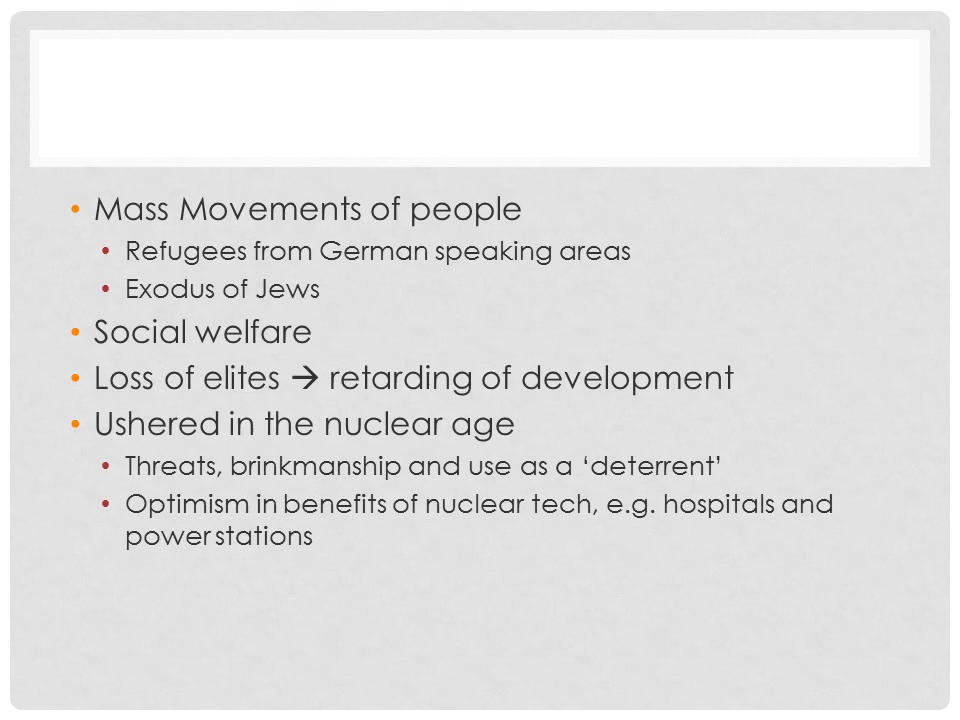 • Mass Movements of people
• Refugees from German speaking areas
• Exodus of Jews
• Social welfare
• Loss of elites → retarding of development
• Ushered in the nuclear age
• Threats, brinkmanship and use as a ‘deterrent’
• Optimism in benefits of nuclear tech, e.g. hospitals and
power stations